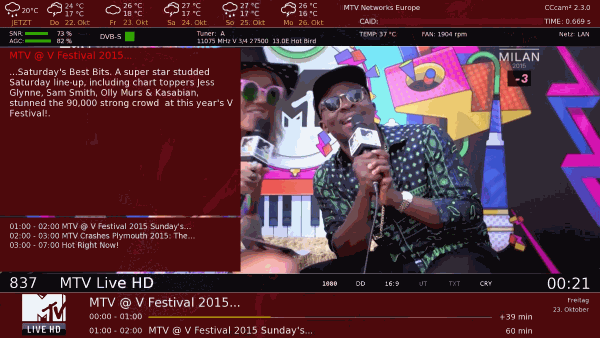 20°C 24 °C 17 °C 26 °C 18 °C 27 °C 17 °C 26 °C 17 °C 26 °C 16 °C
JETZT Do 22. Okt Fr 23. Okt Sa 24. Okt So 25. Okt Mo 26. Okt
MTV Networks Europe CCcam² 2.3.0
CAID: TIME: 0.669 s
SNR: 73 %
AGC: 82 %
DVB-S
Tuner: A
11075 MHz V 3/4 27500 13.0E Hot Bird
TEMP: 37 °C FAN: 1904 rpm Netz: LAN
MTV @ V Festival 2015...
...Saturday's Best Bits. A super star studded
Saturday line-up, including chart toppers Jess
Glynne, Sam Smith, Olly Murs & Kasabian,
stunned the 90,000 strong crowd at this year's V
Festival!.
MILAN
2015
-3
01:00 - 02:00 MTV @ V Festival 2015 Sunday's...
02:00 - 03:00 MTV Crashes Plymouth 2015: The...
03:00 - 07:00 Hot Right Now!
837 MTV Live HD 1080 DD 16:9 UT TXT CRY 00:21
MTV
LIVE HD
MTV @ V Festival 2015...
00:00 - 01:00 +39 min
01:00 - 02:00 MTV @ V Festival 2015 Sunday's... 60 min
Freitag
23. Oktober